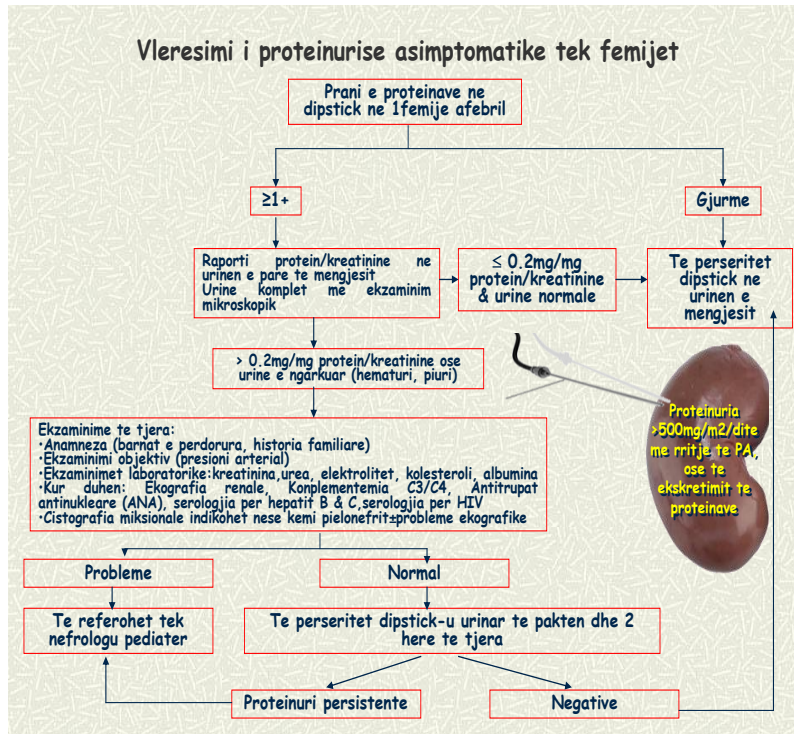 Vleresimi i proteinurise asimptomatike tek femijet
Prani e proteinave ne
dipstick ne 1femije afebril
≥1+
Gjurme
Raporti protein/kreatinine ne
urinen e pare te mengjesit
Urine komplet me ekzaminim
mikroskopik
≤ 0.2mg/mg
protein/kreatinine
& urine normale
Te perseritet
dipstick ne
urinen e
mengjesit
> 0.2mg/mg protein/kreatinine ose
urine e ngarkuar (hematuri, piuri)
Proteinuria
>500mg/m2/dite
me rritje te PA,
ose te
ekskretimit te
proteinave
Ekzaminime te tjera:
•Anamneza (barnat e perdorura, historia familiare)
•Ekzaminimi objektiv (presioni arterial)
•Ekzaminimet laboratorike:kreatinina,urea, elektrolitet, kolesteroli, albumina
•Kur duhen: Ekografia renale, Konplementemia C3/C4, Antitrupat
antinukleare (ANA), serologjia per hepatit B & C,serologjia per HIV
•Cistografia miksionale indikohet nese kemi pielonefrit±probleme ekografike
Probleme
Normal
Te referohet tek
nefrologu pediater
Te perseritet dipstick-u urinar te pakten dhe 2
here te tjera
Proteinuri persistente
Negative